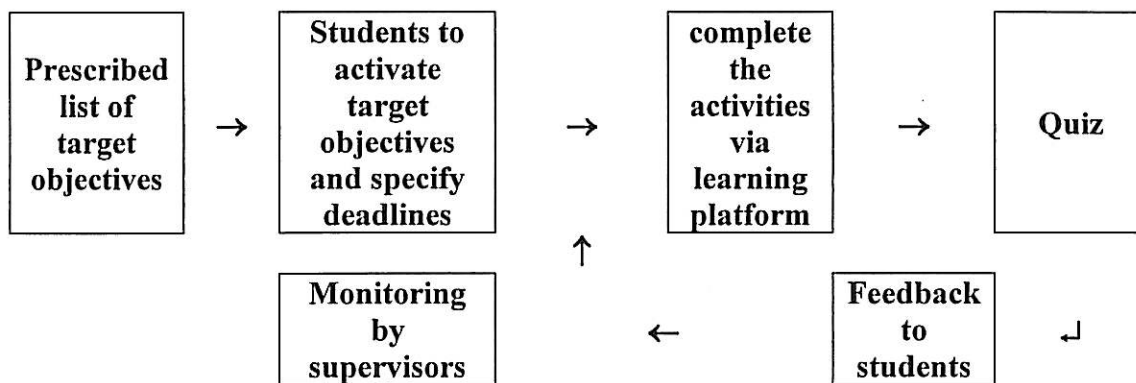 Prescribed
list of
target
objectives
→
Students to
activate
target
objectives
and specify
deadlines
→
complete
the
activities
via
learning
platform
→
Quiz
↑
Monitoring
by
supervisors
←
Feedback
to
students
↲